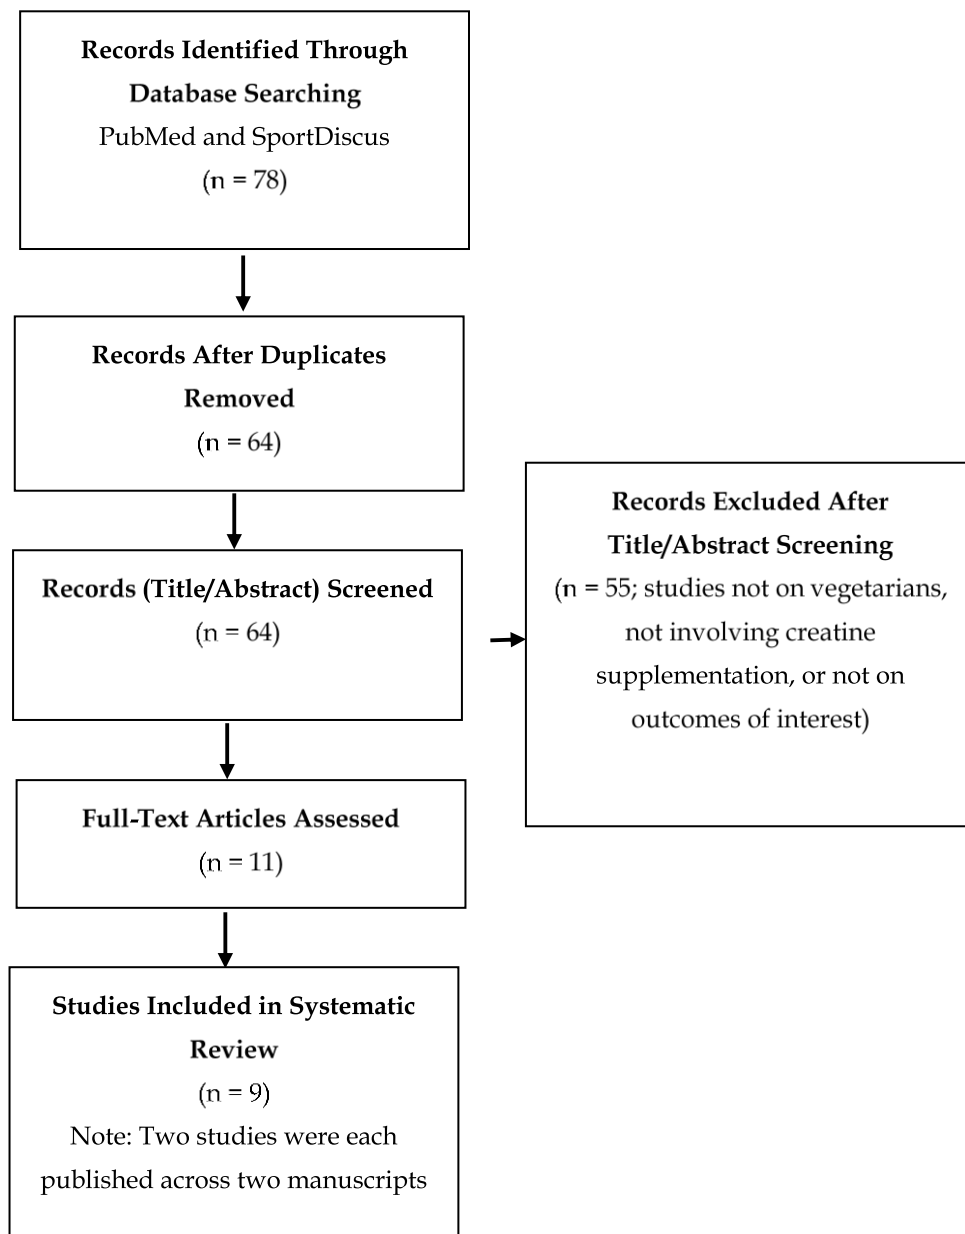 Records Identified Through
Database Searching
PubMed and SportDiscus
(n = 78)
Records After Duplicates
Removed
(n = 64)
Records (Title/Abstract) Screened
(n = 64)
Records Excluded After
Title/Abstract Screening
(n = 55; studies not on vegetarians,
not involving creatine
supplementation, or not on
outcomes of interest)
Full-Text Articles Assessed
(n = 11)
Studies Included in Systematic
Review
(n = 9)
Note: Two studies were each
published across two manuscripts